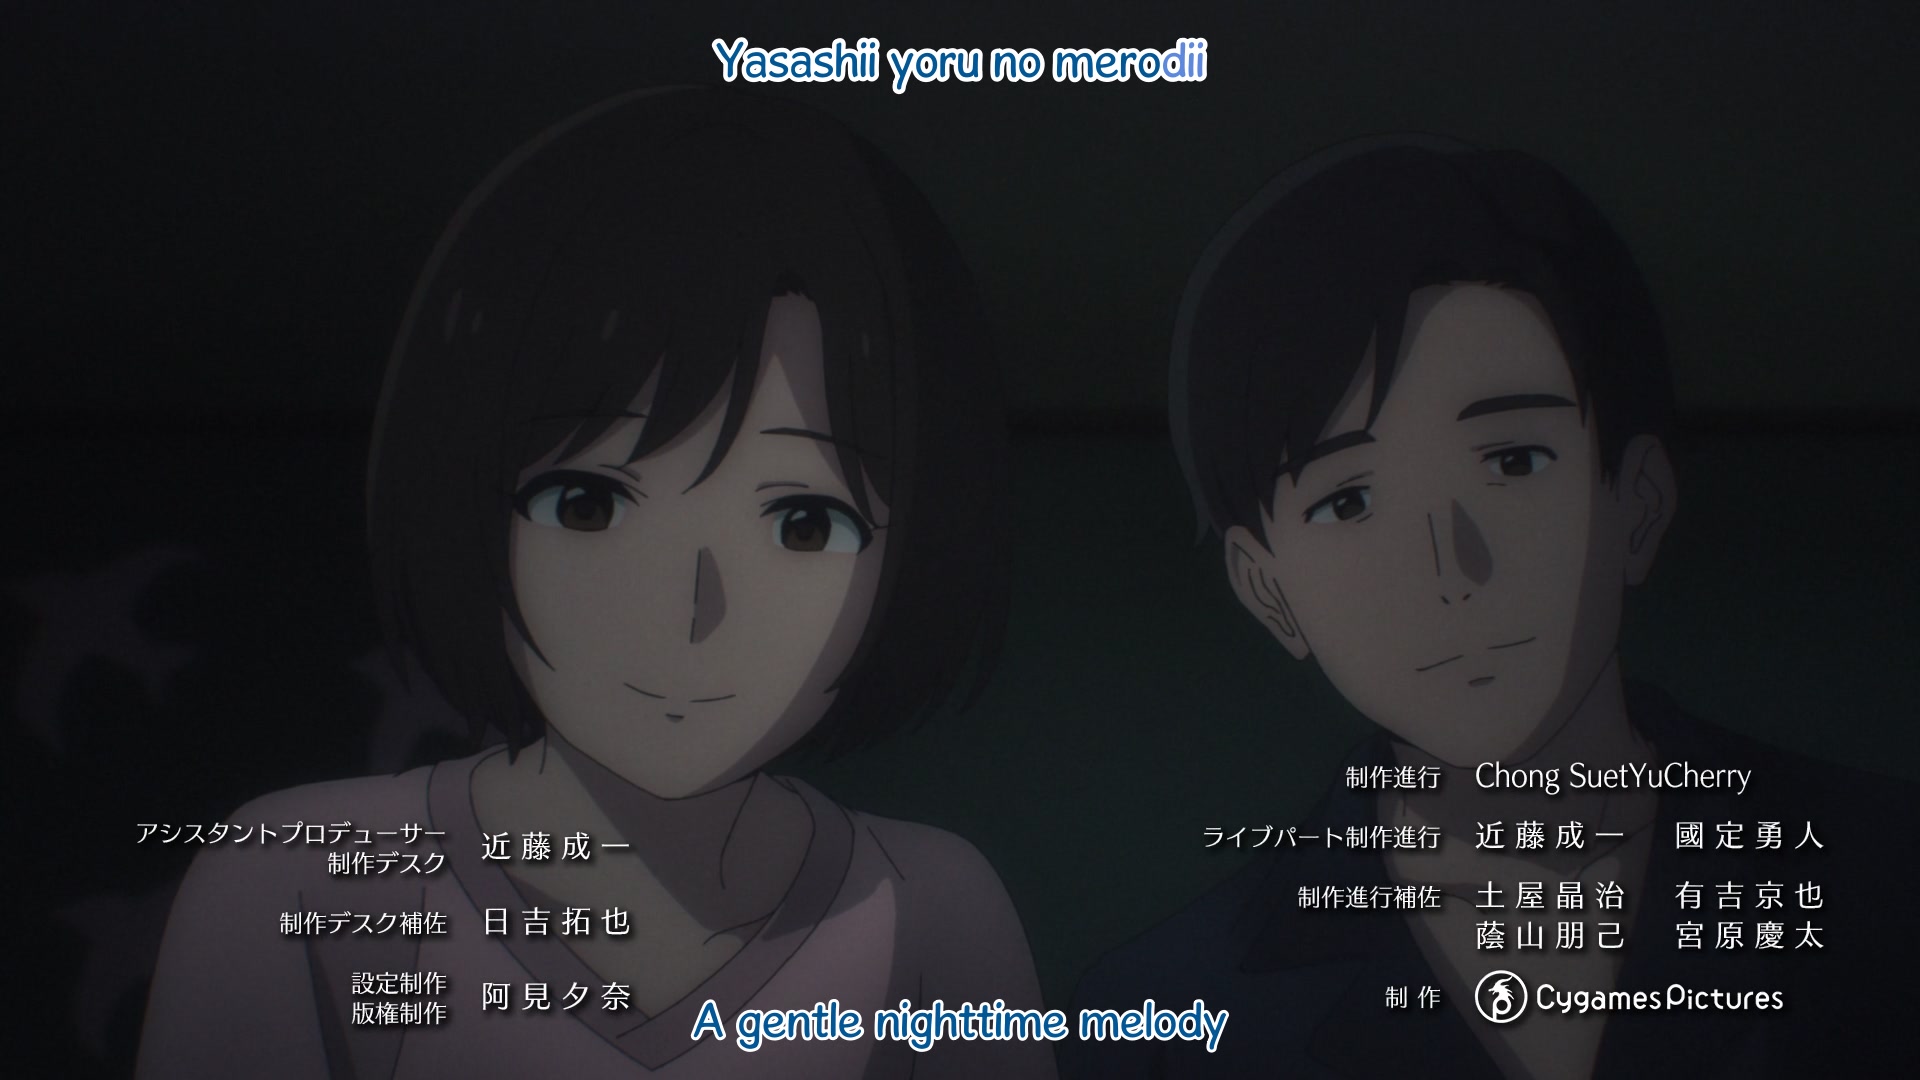 Yasashii yoru no merodii
アシスタントプロデューサー
制作デスク
近藤成一
制作デスク補佐 日吉拓也
設定制作
版権制作
阿見夕奈
制作進行 Chong SuetYuCherry
ライブパート制作進行 近藤成一 國定勇人
制作進行補佐 土屋晶治 有吉京也
蔭山朋己 宮原慶太
制作 CygamesPictures
A gentle nighttime melody